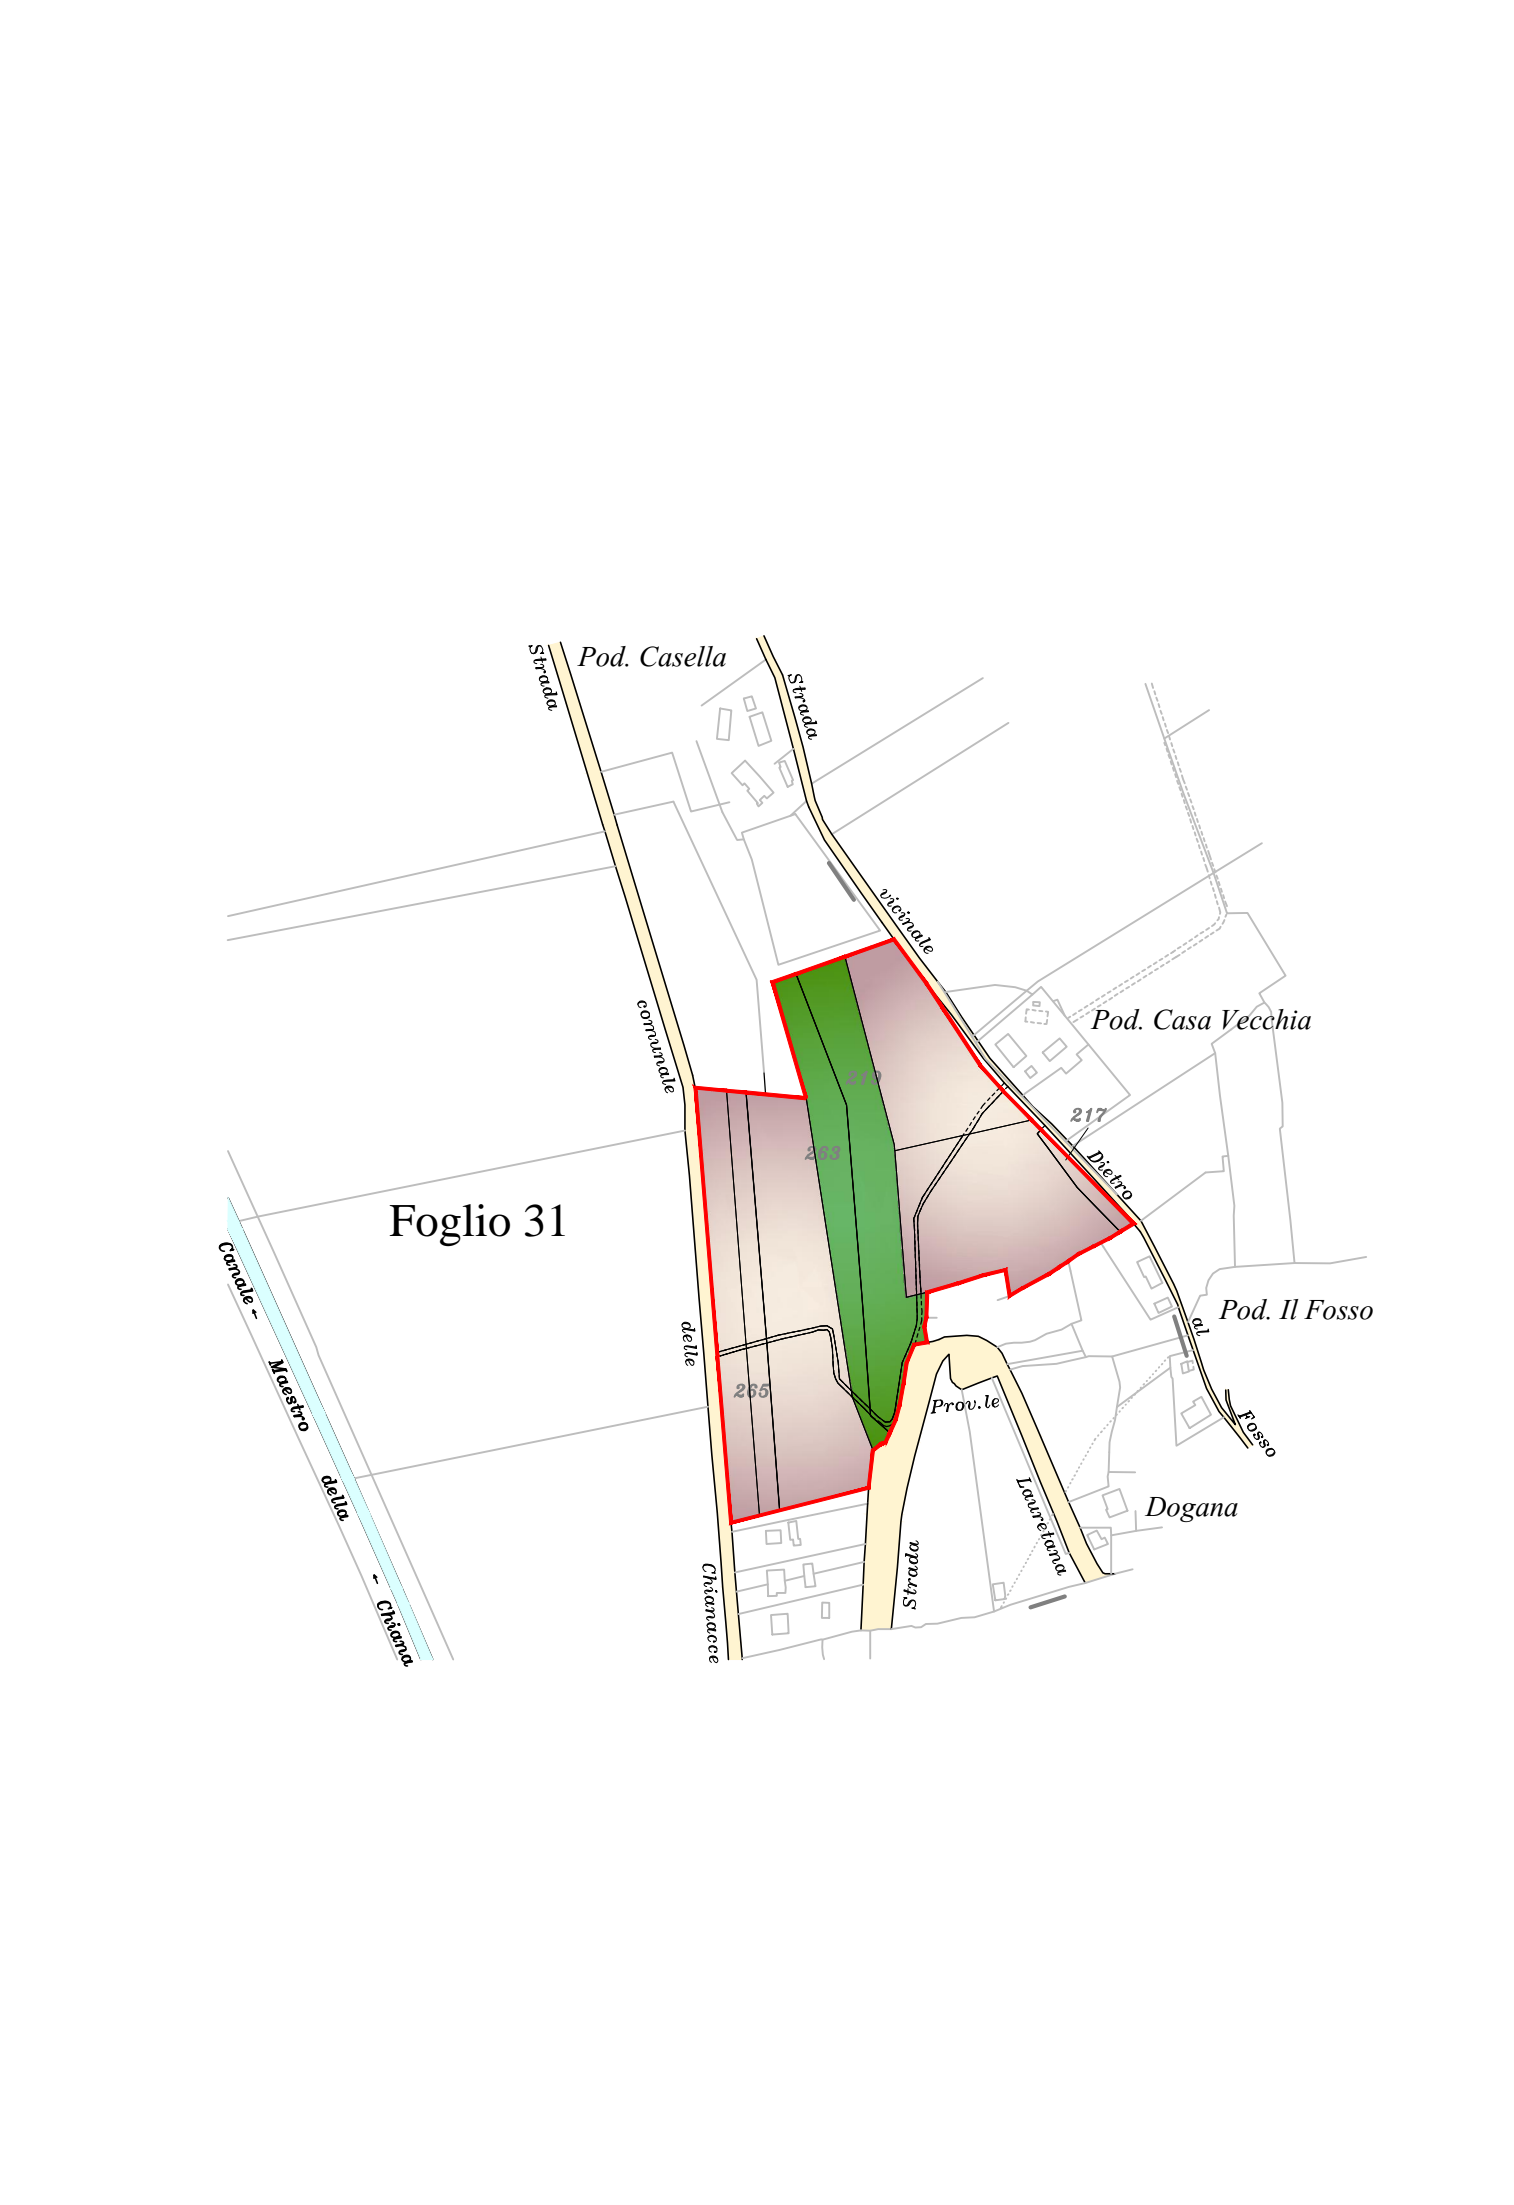 Pod. Casella
Strada
Strada
vicinale
comunale
Pod. Casa Vecchia
219
217
263
Dietro
Foglio 31
Canale
Maestro
della
Chiana
delle
265
al
Pod. Il Fosso
Prov.le
Fosso
Lauretana
Dogana
Strada
Chianacce